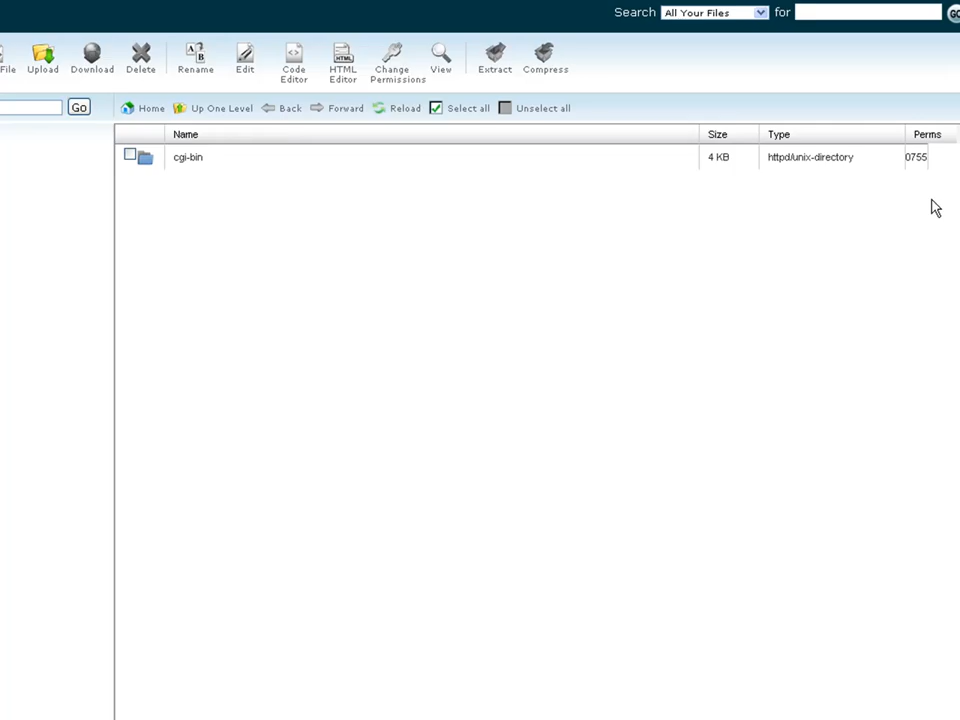 Search All Your Files for Go
File Upload Download Delete Rename Edit Code Editor HTML Editor Change Permissions View Extract Compress
Go Home Up One Level Back Forward Reload Select all Unselect all
Name Size Type Perms
cgi-bin 4 KB httpd/unix-directory 0755